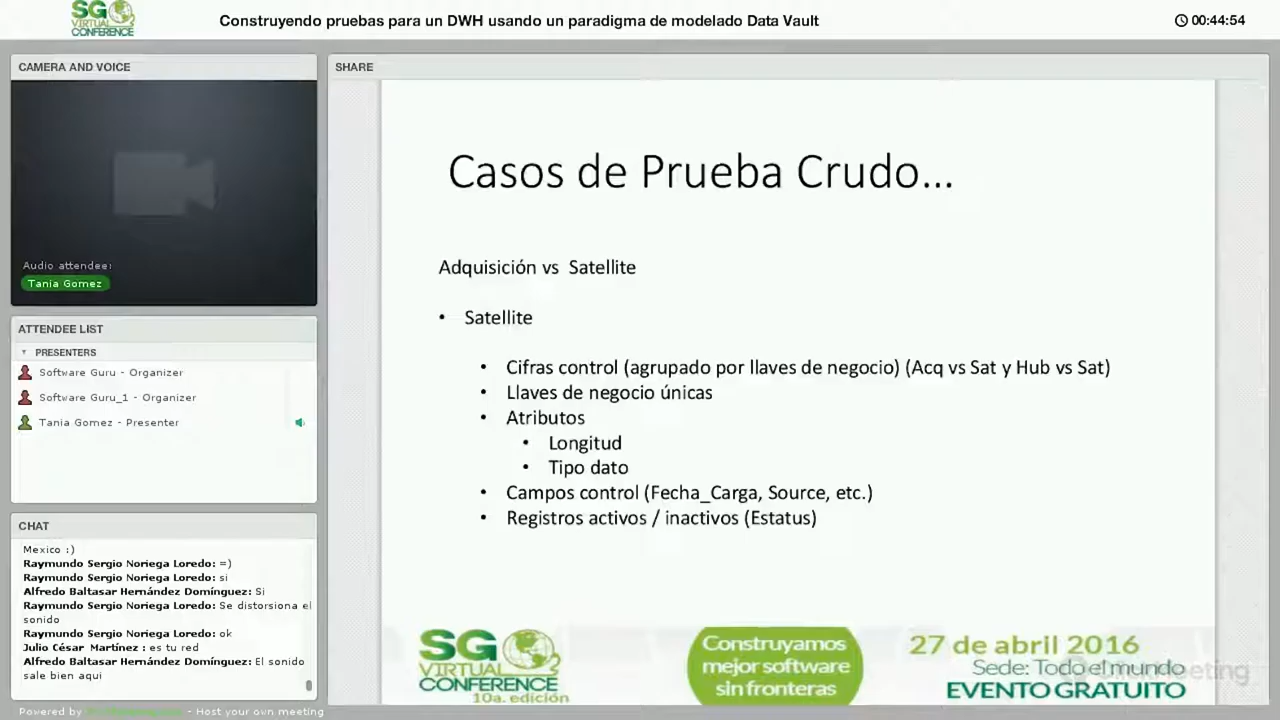 SG
VIRTUAL
CONFERENCE
Construyendo pruebas para un DWH usando un paradigma de modelado Data Vault
00:44:54
CAMERA AND VOICE
Audio attendee:
Tania Gomez
ATTENDEE LIST
PRESENTERS
Software Guru - Organizer
Software Guru_1 - Organizer
Tania Gomez - Presenter
CHAT
Mexico :)
Raymundo Sergio Noriega Loredo: =)
Raymundo Sergio Noriega Loredo: si
Alfredo Baltasar Hernández Domínguez: Si
Raymundo Sergio Noriega Loredo: Se distorsiona el
sonido
Raymundo Sergio Noriega Loredo: ok
Julio César Martínez : es tu red
Alfredo Baltasar Hernández Domínguez: El sonido
sale bien aqui
Powered by - Host your own meeting
SHARE
Casos de Prueba Crudo...
Adquisición vs Satellite
• Satellite
• Cifras control (agrupado por llaves de negocio) (Acq vs Sat y Hub vs Sat)
• Llaves de negocio únicas
• Atributos
• Longitud
• Tipo dato
• Campos control (Fecha_Carga, Source, etc.)
• Registros activos / inactivos (Estatus)
SG
VIRTUAL
CONFERENCE
10a. edición
Construyamos
mejor software
sin fronteras
27 de abril 2016
Sede: Todo el mundo
EVENTO GRATUITO